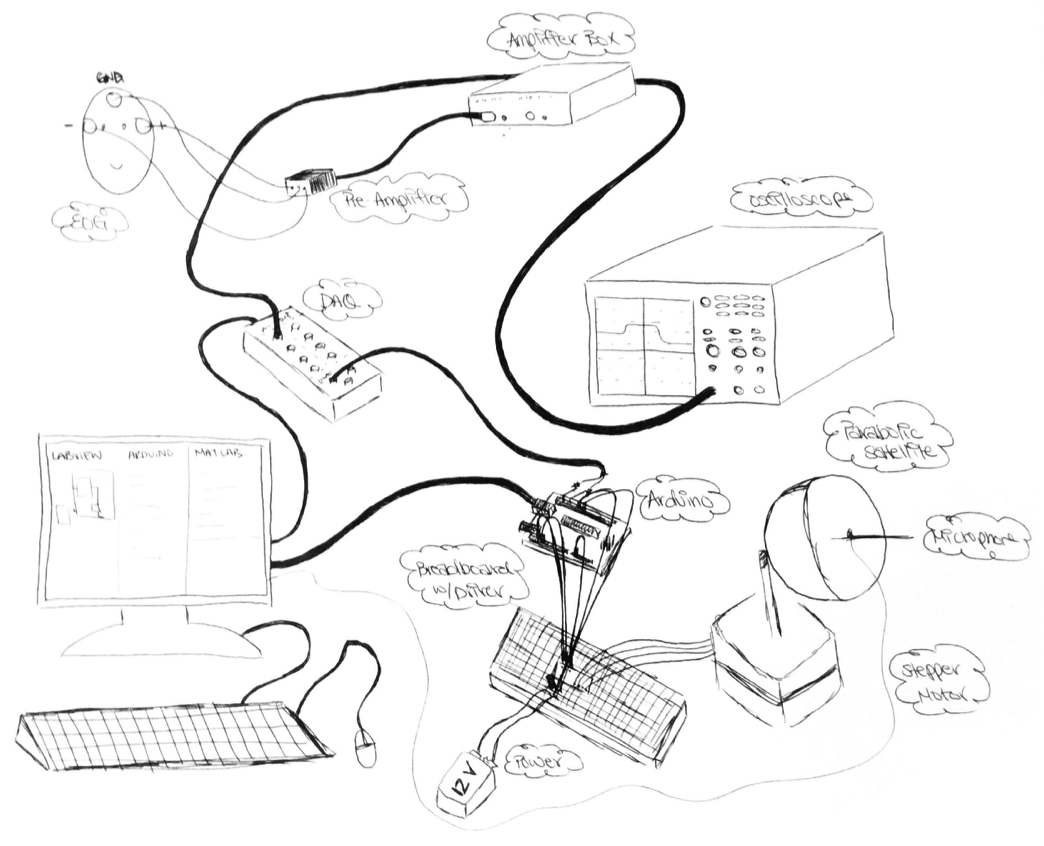 Amplifier Box
GND
-
+
Pre-Amplifier
EOG
oscilloscope
DAQ
LABVIEW ARDUINO MATLAB
Parabolic
Satellite
Arduino
Microphone
Breadboard
w/Driver
Stepper
Motor
Power
12V